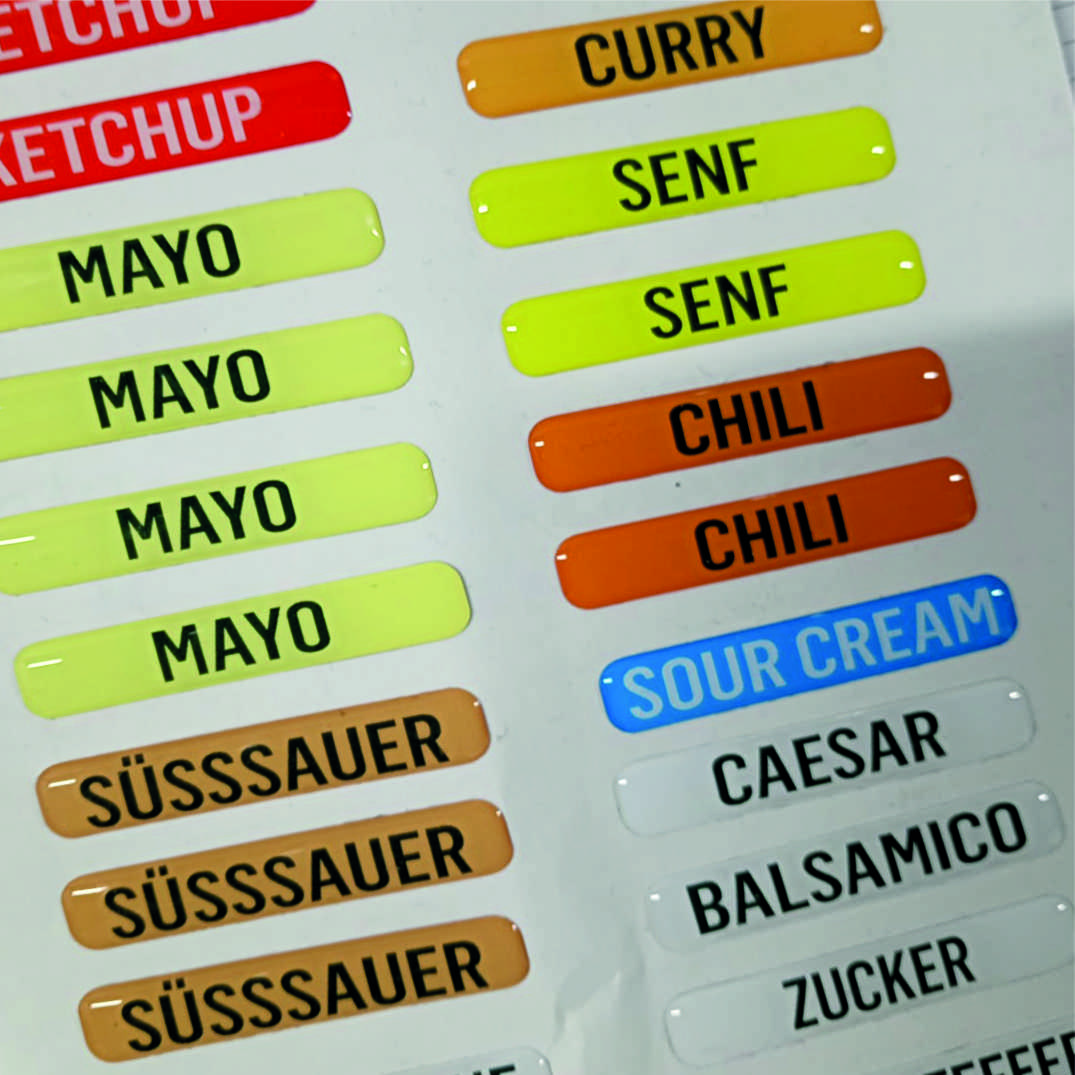 KETCHUP
KETCHUP
MAYO
MAYO
MAYO
MAYO
SÜSSSAUER
SÜSSSAUER
SÜSSSAUER
CURRY
SENF
SENF
CHILI
CHILI
SOUR CREAM
CAESAR
BALSAMICO
ZUCKER